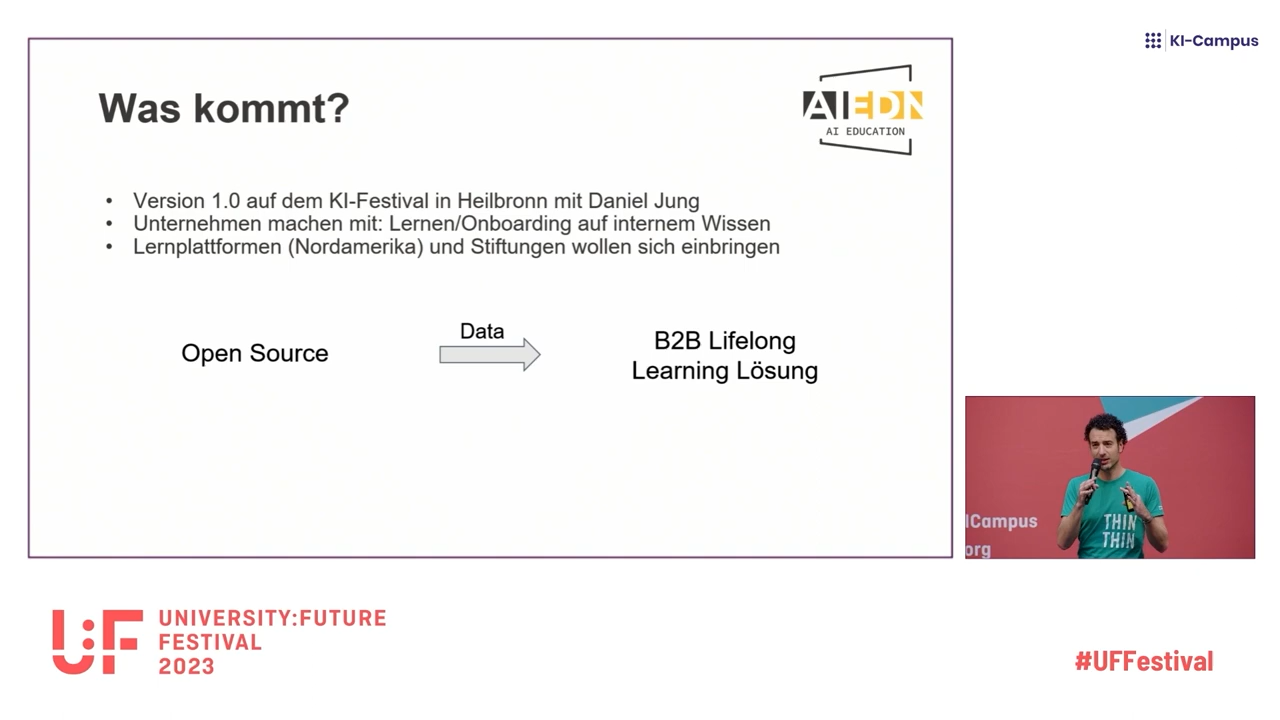 KI-Campus
Was kommt?
AIEDN
AI EDUCATION
• Version 1.0 auf dem KI-Festival in Heilbronn mit Daniel Jung
• Unternehmen machen mit: Lernen/Onboarding auf internem Wissen
• Lernplattformen (Nordamerika) und Stiftungen wollen sich einbringen
Open Source
Data
B2B Lifelong
Learning Lösung
ICampus
org
THIN
THIN
U:F
UNIVERSITY:FUTURE
FESTIVAL
2023
#UFFestival